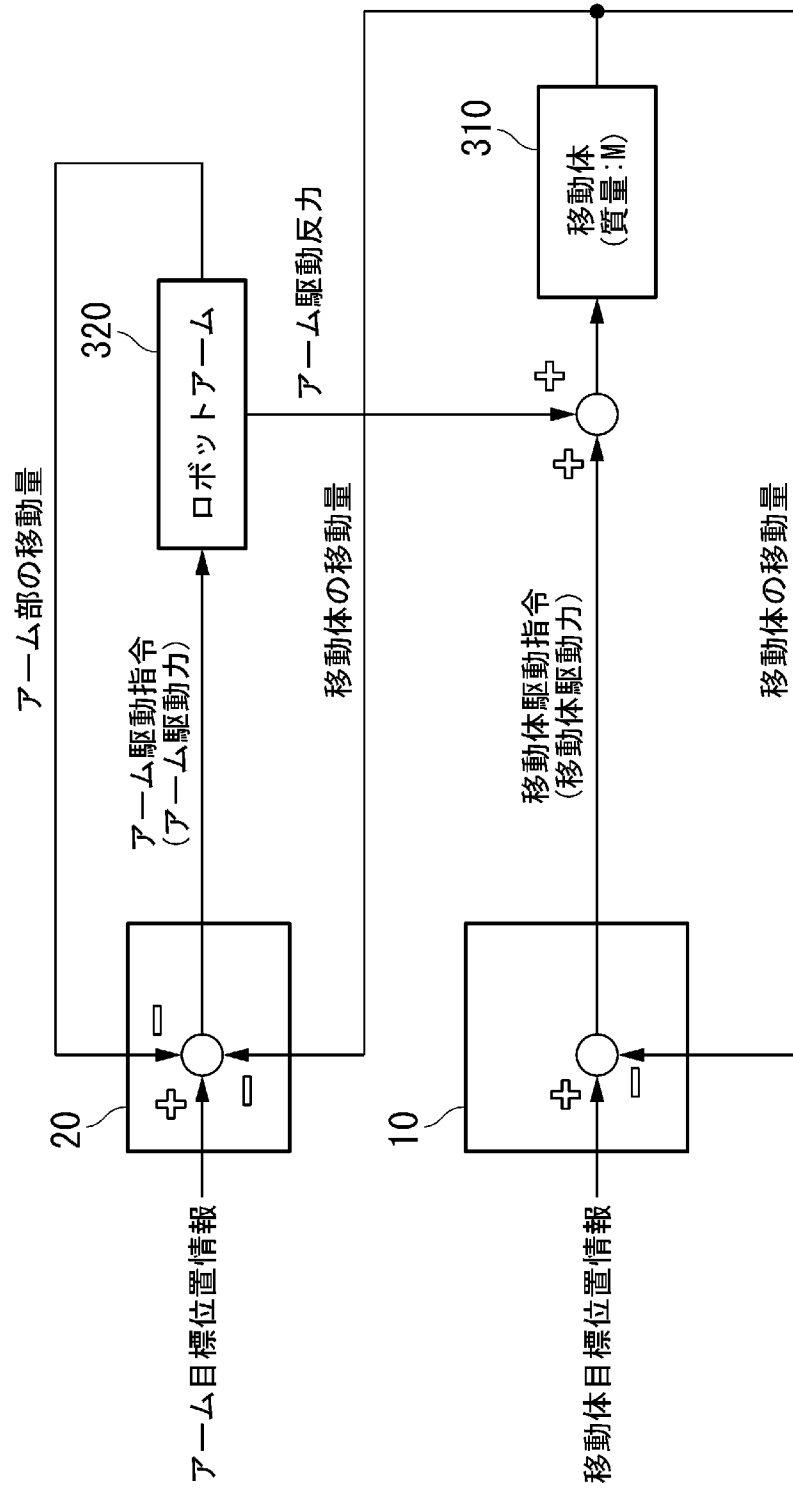 アーム部の移動量
320
ロボットアーム
アーム駆動指令
(アーム駆動力)
20
+
−
−
アーム目標位置情報
アーム駆動反力
移動体の移動量
310
移動体
(質量:M)
+
+
移動体駆動指令
(移動体駆動力)
10
+
−
移動体目標位置情報
移動体の移動量